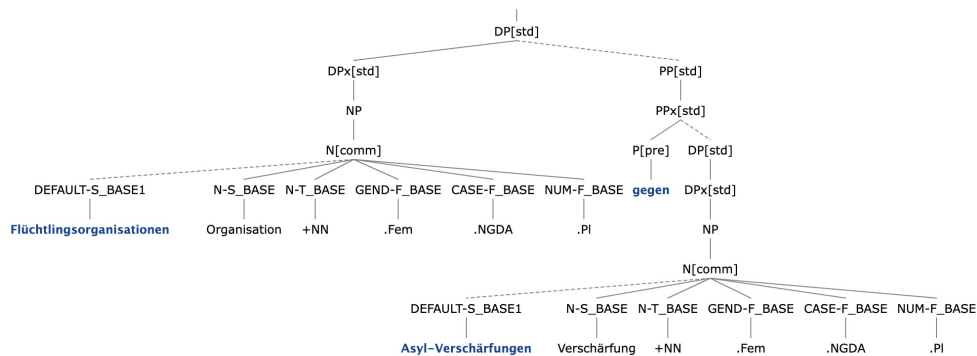 DP[std]
DPx[std] PP[std]
NP PPx[std]
N[comm] P[pre] DP[std]
DEFAULT-S_BASE1 N-S_BASE N-T_BASE GEND-F_BASE CASE-F_BASE NUM-F_BASE gegen DPx[std]
Flüchtlingsorganisationen Organisation +NN .Fem .NGDA .Pl NP
N[comm]
DEFAULT-S_BASE1 N-S_BASE N-T_BASE GEND-F_BASE CASE-F_BASE NUM-F_BASE
Asyl-Verschärfungen Verschärfung +NN .Fem .NGDA .Pl